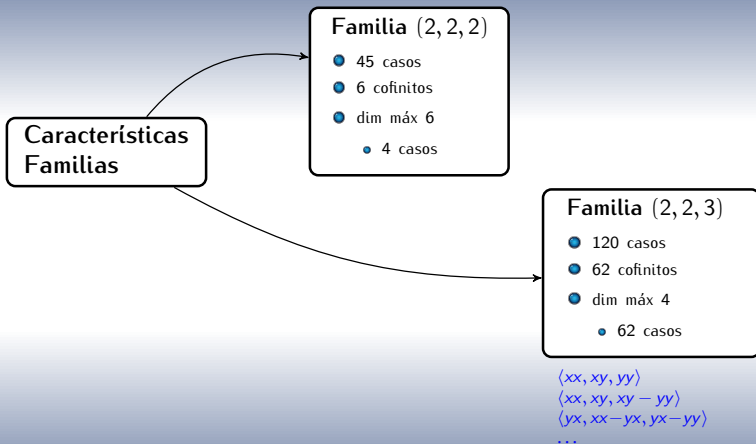 Familia (2, 2, 2)
45 casos
6 cofinitos
dim máx 6
4 casos
Características
Familias
Familia (2, 2, 3)
120 casos
62 cofinitos
dim máx 4
62 casos
⟨xx, xy, yy⟩
⟨xx, xy, xy − yy⟩
⟨yx, xx−yx, yx−yy⟩
...